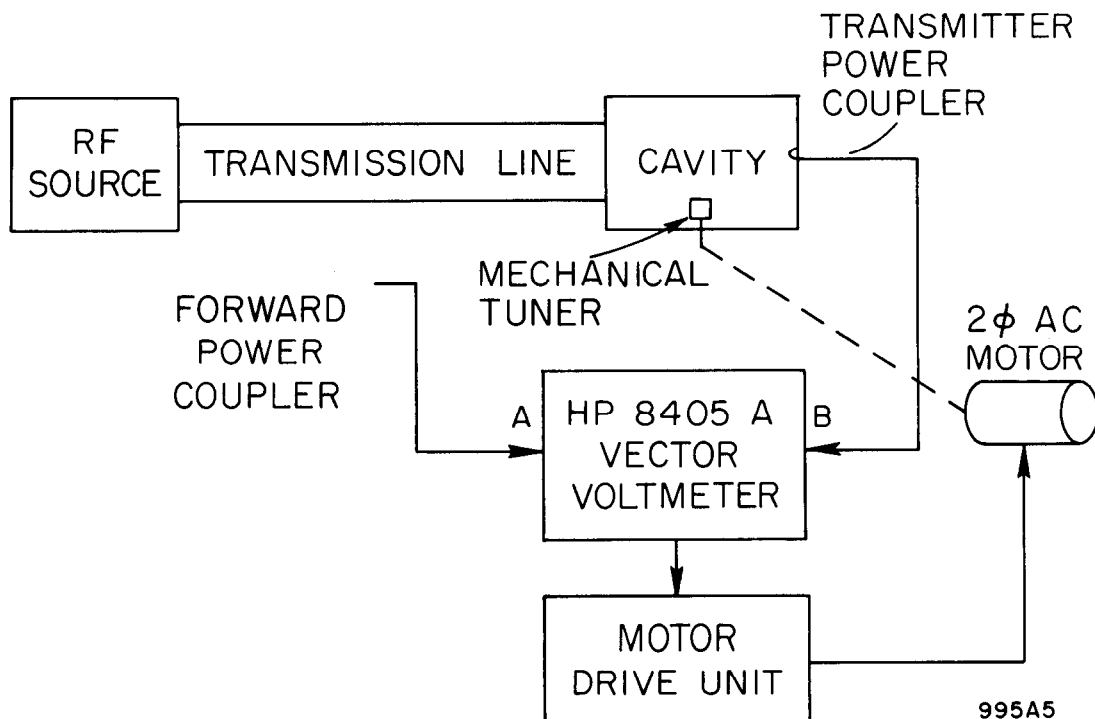 TRANSMITTER
POWER
COUPLER
RF
SOURCE
TRANSMISSION LINE
CAVITY
MECHANICAL
TUNER
FORWARD
POWER
COUPLER
2ϕ AC
MOTOR
A
HP 8405 A
VECTOR
VOLTMETER
B
MOTOR
DRIVE UNIT
995A5